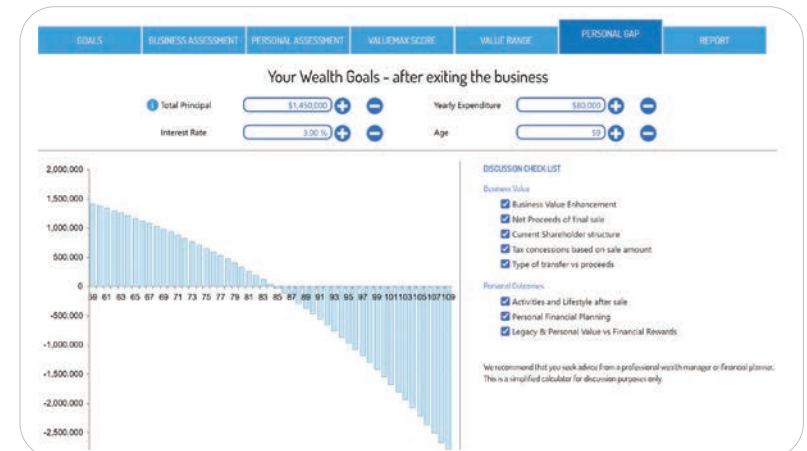 GOALS
BUSINESS ASSESSMENT
PERSONAL ASSESSMENT
VALUEMAX SCORE
VALUE RANGE
PERSONAL GAP
REPORT
Your Wealth Goals - after exiting the business
Total Principal $1,450,000 Yearly Expenditure $80,000
Interest Rate 3.00 % Age 59
2,000.000
1,500.000
1,000.000
500.000
0
-500.000
-1,000.000
-1,500.000
-2,000.000
-2,500.000
59 61 63 65 67 69 71 73 75 77 79 81 83 85 87 89 91 93 95 97 99 101 103 105 107 109
DISCUSSION CHECK LIST
Business Value
Business Value Enhancement
Net Proceeds of final sale
Current Shareholder structure
Tax concessions based on sale amount
Type of transfer vs proceeds
Personal Outcomes
Activities and Lifestyle after sale
Personal Financial Planning
Legacy & Personal Value vs Financial Rewards
We recommend that you seek advice from a professional wealth manager or financial planner.
This is a simplified calculator for discussion purposes only.